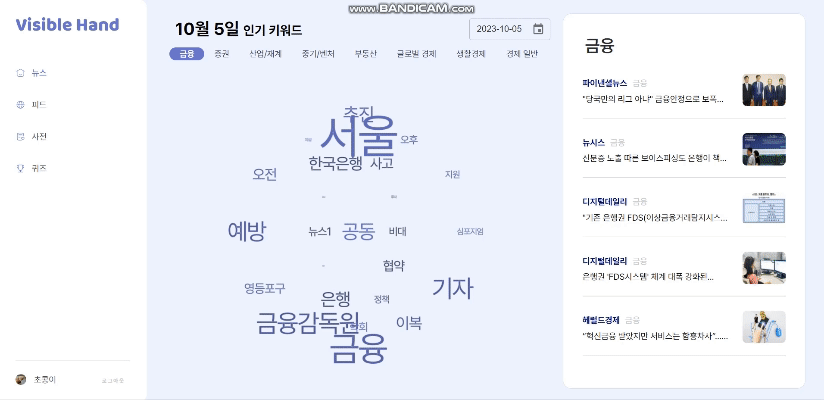 WWW.BANDICAM.COM
Visible Hand
뉴스
피드
사전
퀴즈
초콩이
로그아웃
10월 5일 인기 키워드
2023-10-05
금융 증권 산업/재계 중기/벤처 부동산 글로벌 경제 생활경제 경제 일반
추진
서울
오후
한국은행 사고
오전
지원
예방
뉴스1
공동
비대
심포지엄
협약
영등포구
기자
은행
정책
금융감독원
이복
금융
금융
파이낸셜뉴스 금융
"당국만의 리그 아냐" 금융안정으로 보폭...
뉴시스 금융
신분증 노출 따른 보이스피싱도 은행이 책...
디지털데일리 금융
"기존 은행권 FDS(이상금융거래탐지시스...
디지털데일리 금융
은행권 'FDS시스템' 체계 대폭 강화된...
헤럴드경제 금융
"혁신금융 받았지만 서비스는 함흥차사"...